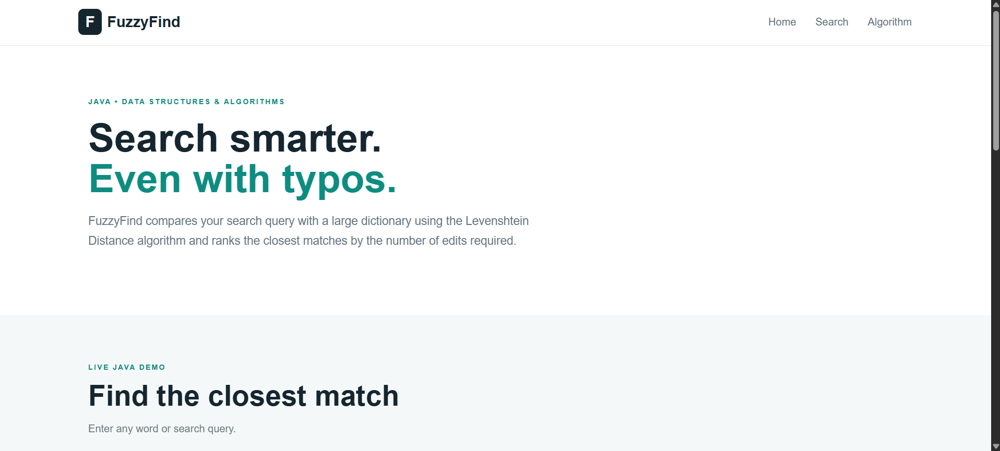 F FuzzyFind
Home Search Algorithm
JAVA • DATA STRUCTURES & ALGORITHMS
Search smarter.
Even with typos.
FuzzyFind compares your search query with a large dictionary using the Levenshtein
Distance algorithm and ranks the closest matches by the number of edits required.
LIVE JAVA DEMO
Find the closest match
Enter any word or search query.